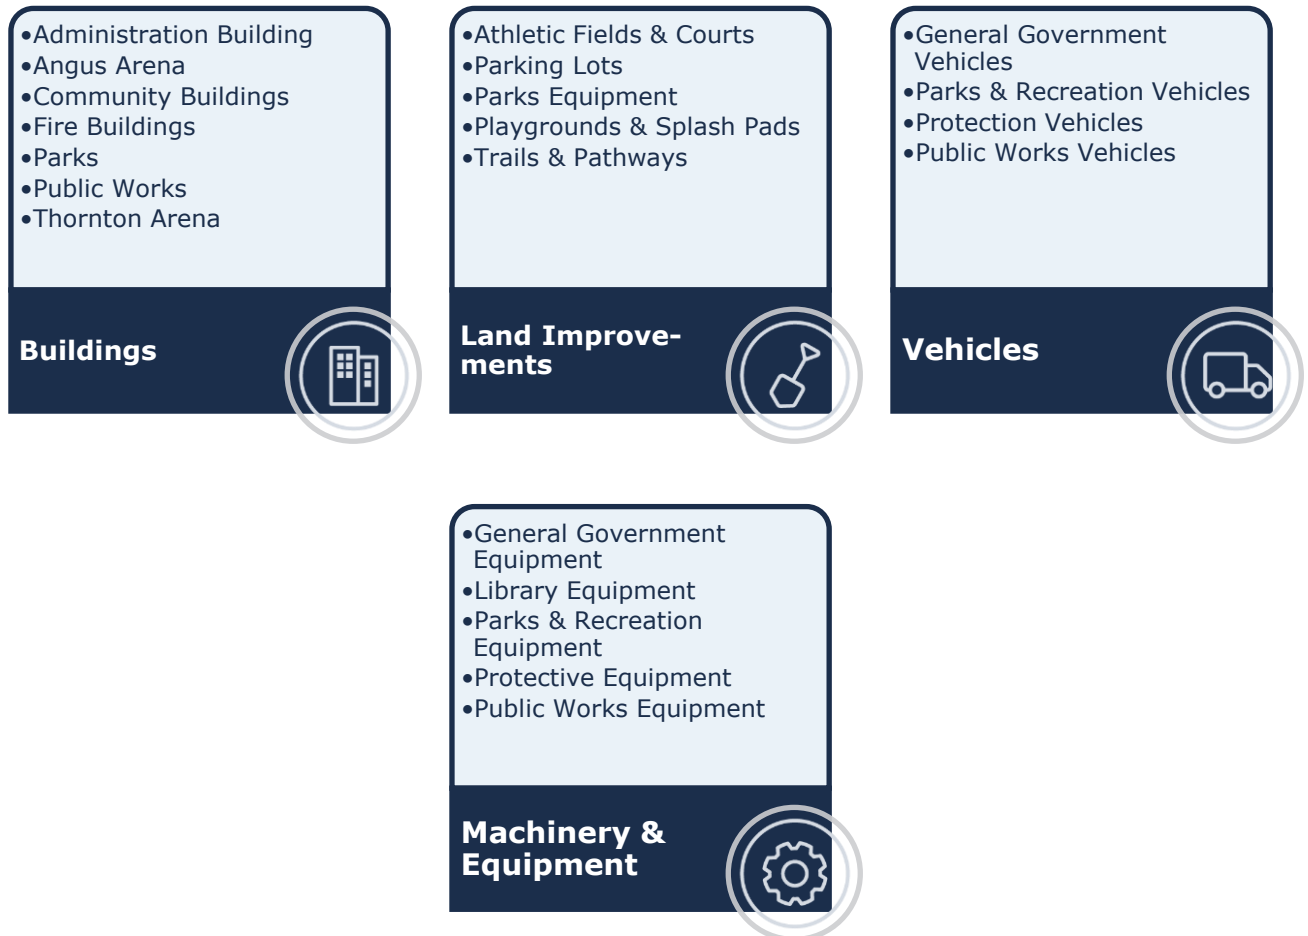 •Administration Building
•Angus Arena
•Community Buildings
•Fire Buildings
•Parks
•Public Works
•Thornton Arena
Buildings
•Athletic Fields & Courts
•Parking Lots
•Parks Equipment
•Playgrounds & Splash Pads
•Trails & Pathways
Land Improve-
ments
•General Government
Vehicles
•Parks & Recreation Vehicles
•Protection Vehicles
•Public Works Vehicles
Vehicles
•General Government
Equipment
•Library Equipment
•Parks & Recreation
Equipment
•Protective Equipment
•Public Works Equipment
Machinery &
Equipment